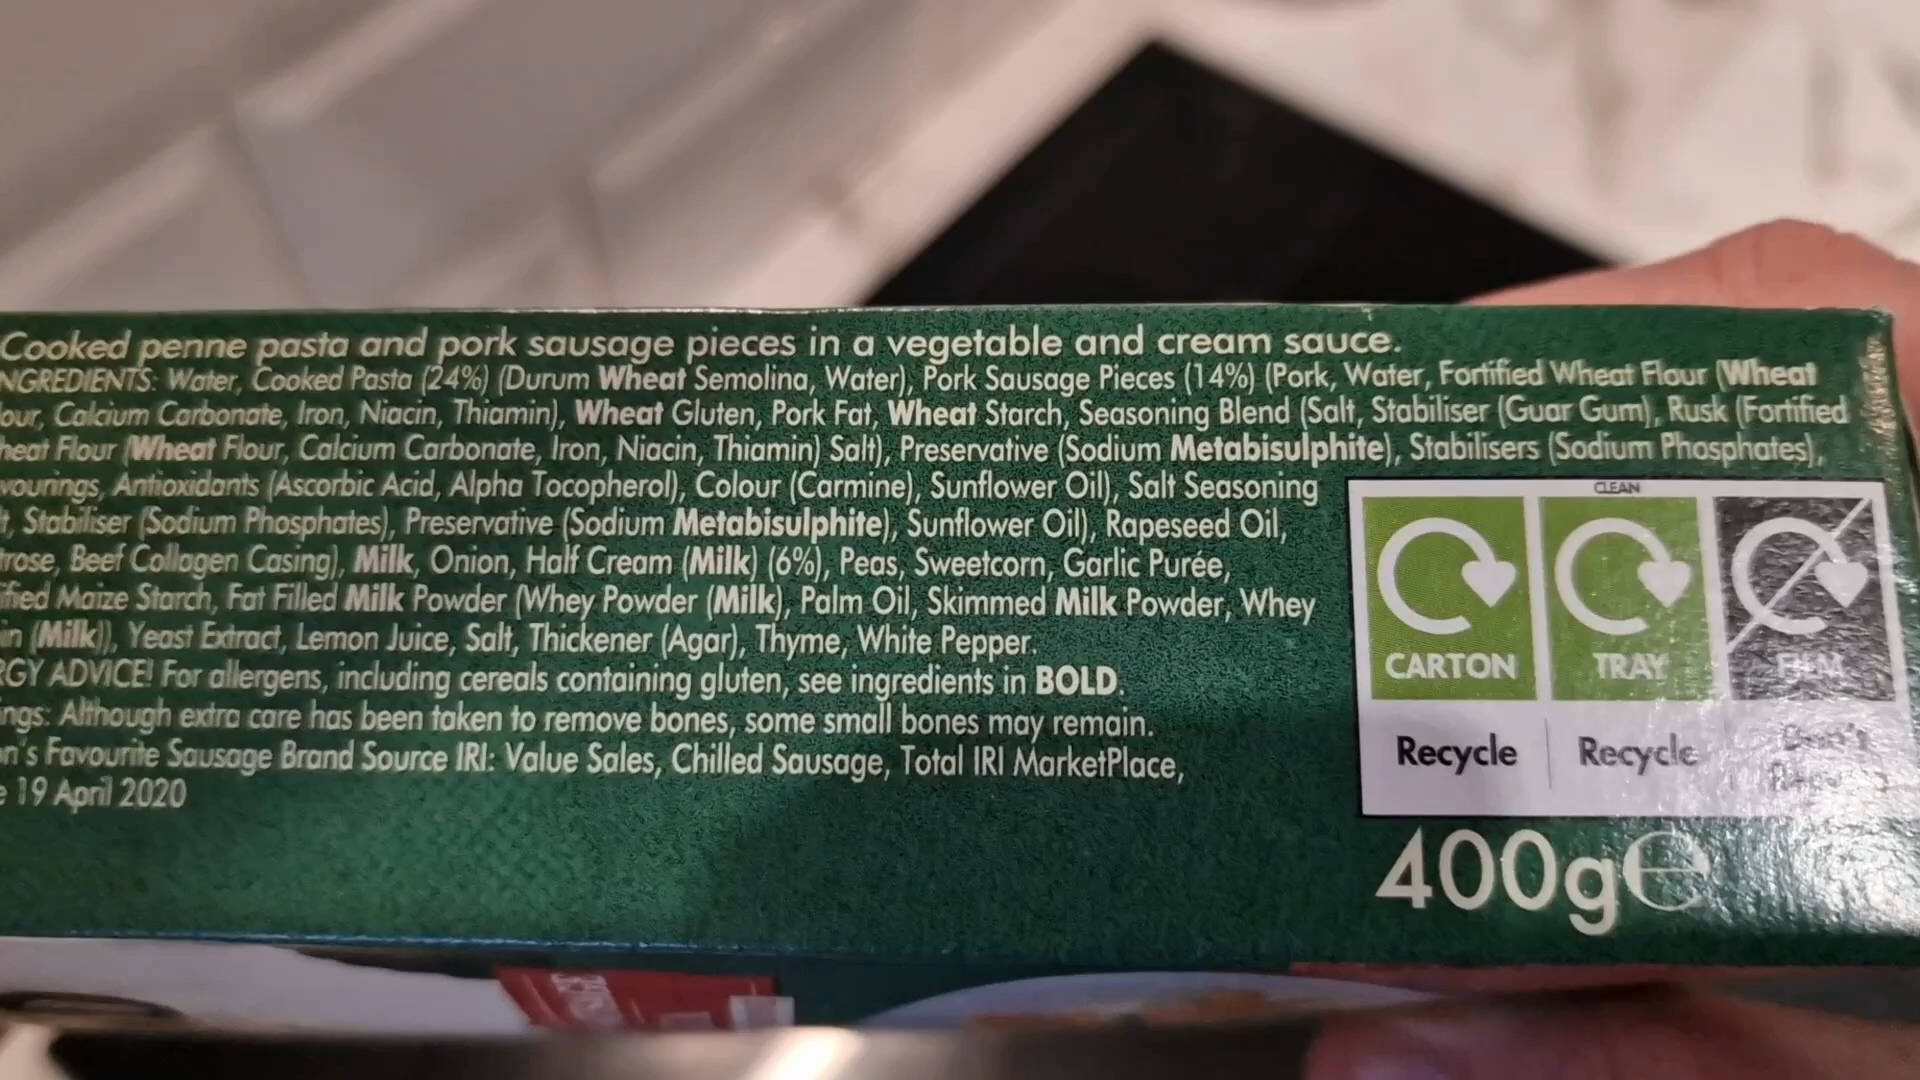 Cooked penne pasta and pork sausage pieces in a vegetable and cream sauce.
NGREDIENTS: Water, Cooked Pasta (24%) (Durum Wheat Semolina, Water), Pork Sausage Pieces (14%) (Pork, Water, Fortified Wheat Flour (Wheat
lour, Calcium Carbonate, Iron, Niacin, Thiamin), Wheat Gluten, Pork Fat, Wheat Starch, Seasoning Blend (Salt, Stabiliser (Guar Gum), Rusk (Fortified
heat Flour (Wheat Flour, Calcium Carbonate, Iron, Niacin, Thiamin) Salt), Preservative (Sodium Metabisulphite), Stabilisers (Sodium Phosphates),
vourings, Antioxidants (Ascorbic Acid, Alpha Tocopherol), Colour (Carmine), Sunflower Oil), Salt Seasoning
t, Stabiliser (Sodium Phosphates), Preservative (Sodium Metabisulphite), Sunflower Oil), Rapeseed Oil,
trose, Beef Collagen Casing), Milk, Onion, Half Cream (Milk) (6%), Peas, Sweetcorn, Garlic Purée,
ified Maize Starch, Fat Filled Milk Powder (Whey Powder (Milk), Palm Oil, Skimmed Milk Powder, Whey
in (Milk)), Yeast Extract, Lemon Juice, Salt, Thickener (Agar), Thyme, White Pepper.
RGY ADVICE! For allergens, including cereals containing gluten, see ingredients in BOLD.
ings: Although extra care has been taken to remove bones, some small bones may remain.
on's Favourite Sausage Brand Source IRI: Value Sales, Chilled Sausage, Total IRI MarketPlace,
e 19 April 2020
CLEAN
CARTON TRAY FILM
Recycle Recycle Don't
400g e